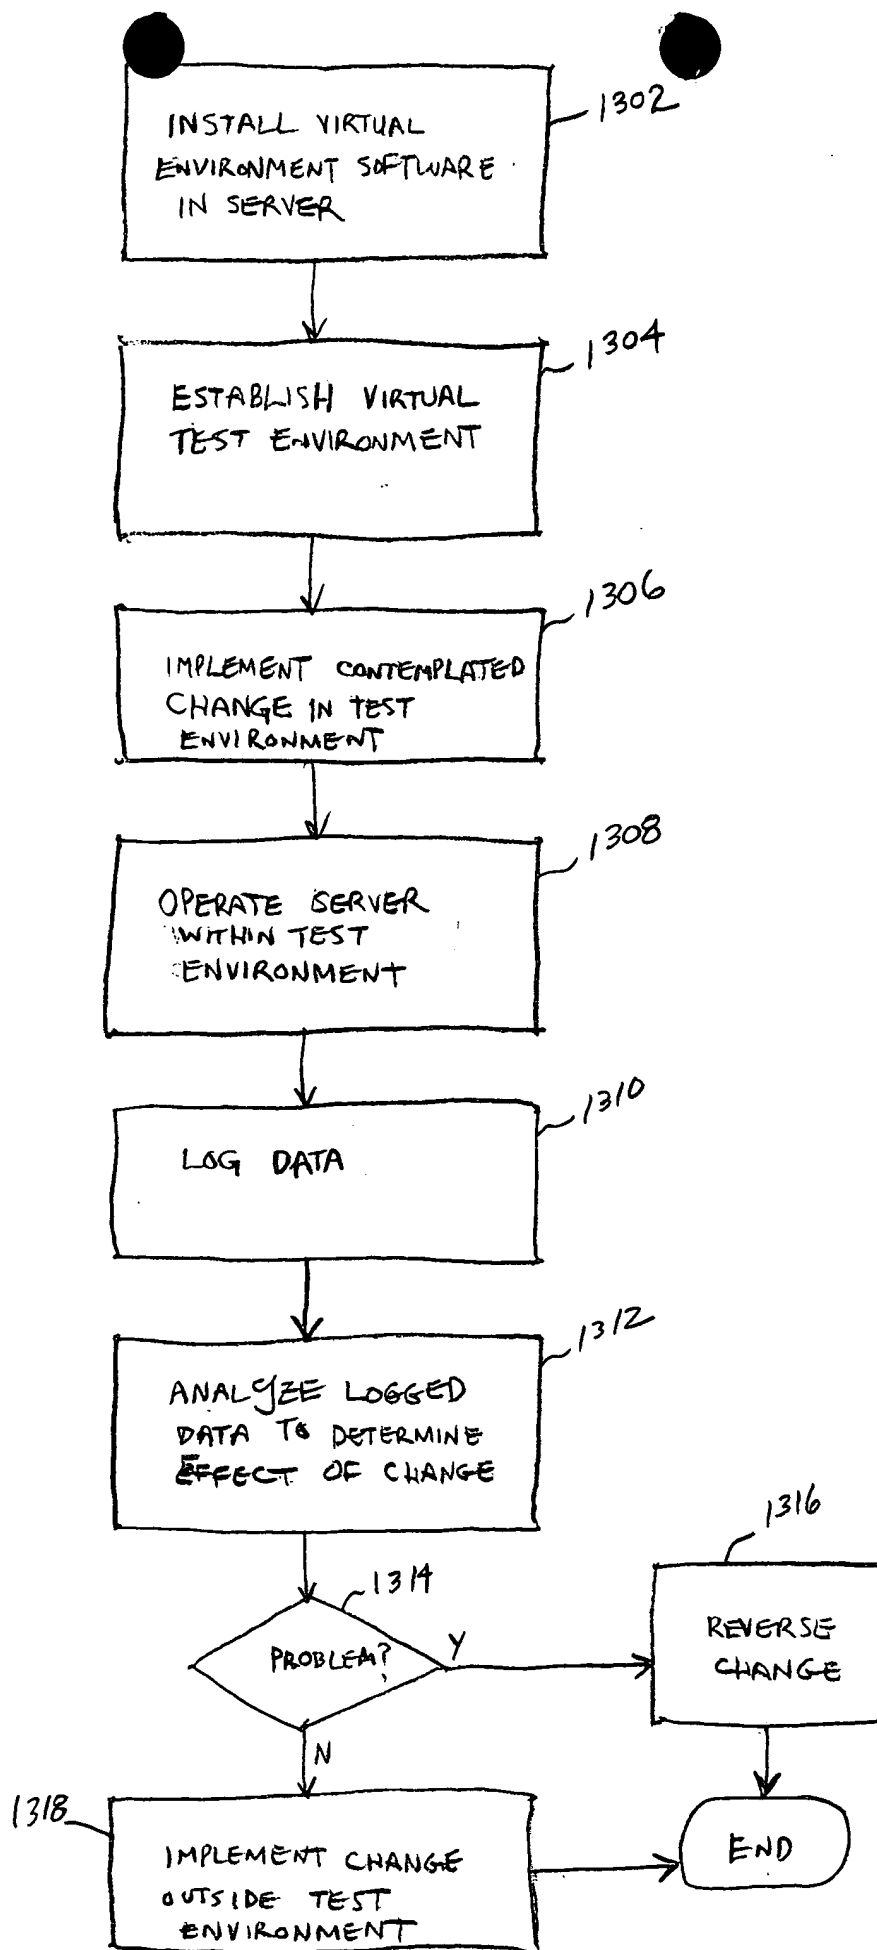 1302
INSTALL VIRTUAL
ENVIRONMENT SOFTWARE
IN SERVER
1304
ESTABLISH VIRTUAL
TEST ENVIRONMENT
1306
IMPLEMENT CONTEMPLATED
CHANGE IN TEST
ENVIRONMENT
1308
OPERATE SERVER
WITHIN TEST
ENVIRONMENT
1310
LOG DATA
1312
ANALYZE LOGGED
DATA TO DETERMINE
EFFECT OF CHANGE
1314
PROBLEM?
Y
1316
REVERSE
CHANGE
N
1318
IMPLEMENT CHANGE
OUTSIDE TEST
ENVIRONMENT
END